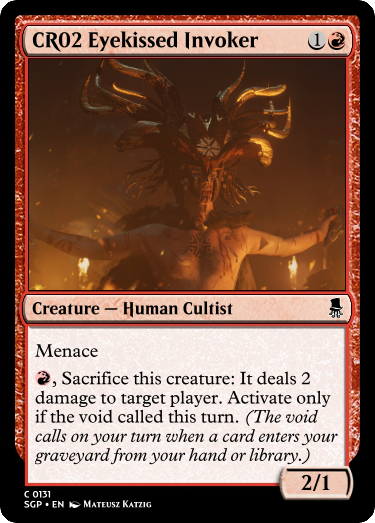 CR02 Eyekissed Invoker 1
Creature — Human Cultist
Menace
, Sacrifice this creature: It deals 2
damage to target player. Activate only
if the void called this turn. (The void
calls on your turn when a card enters your
graveyard from your hand or library.)
2/1
C 0131
SGP • EN Mateusz Katzig